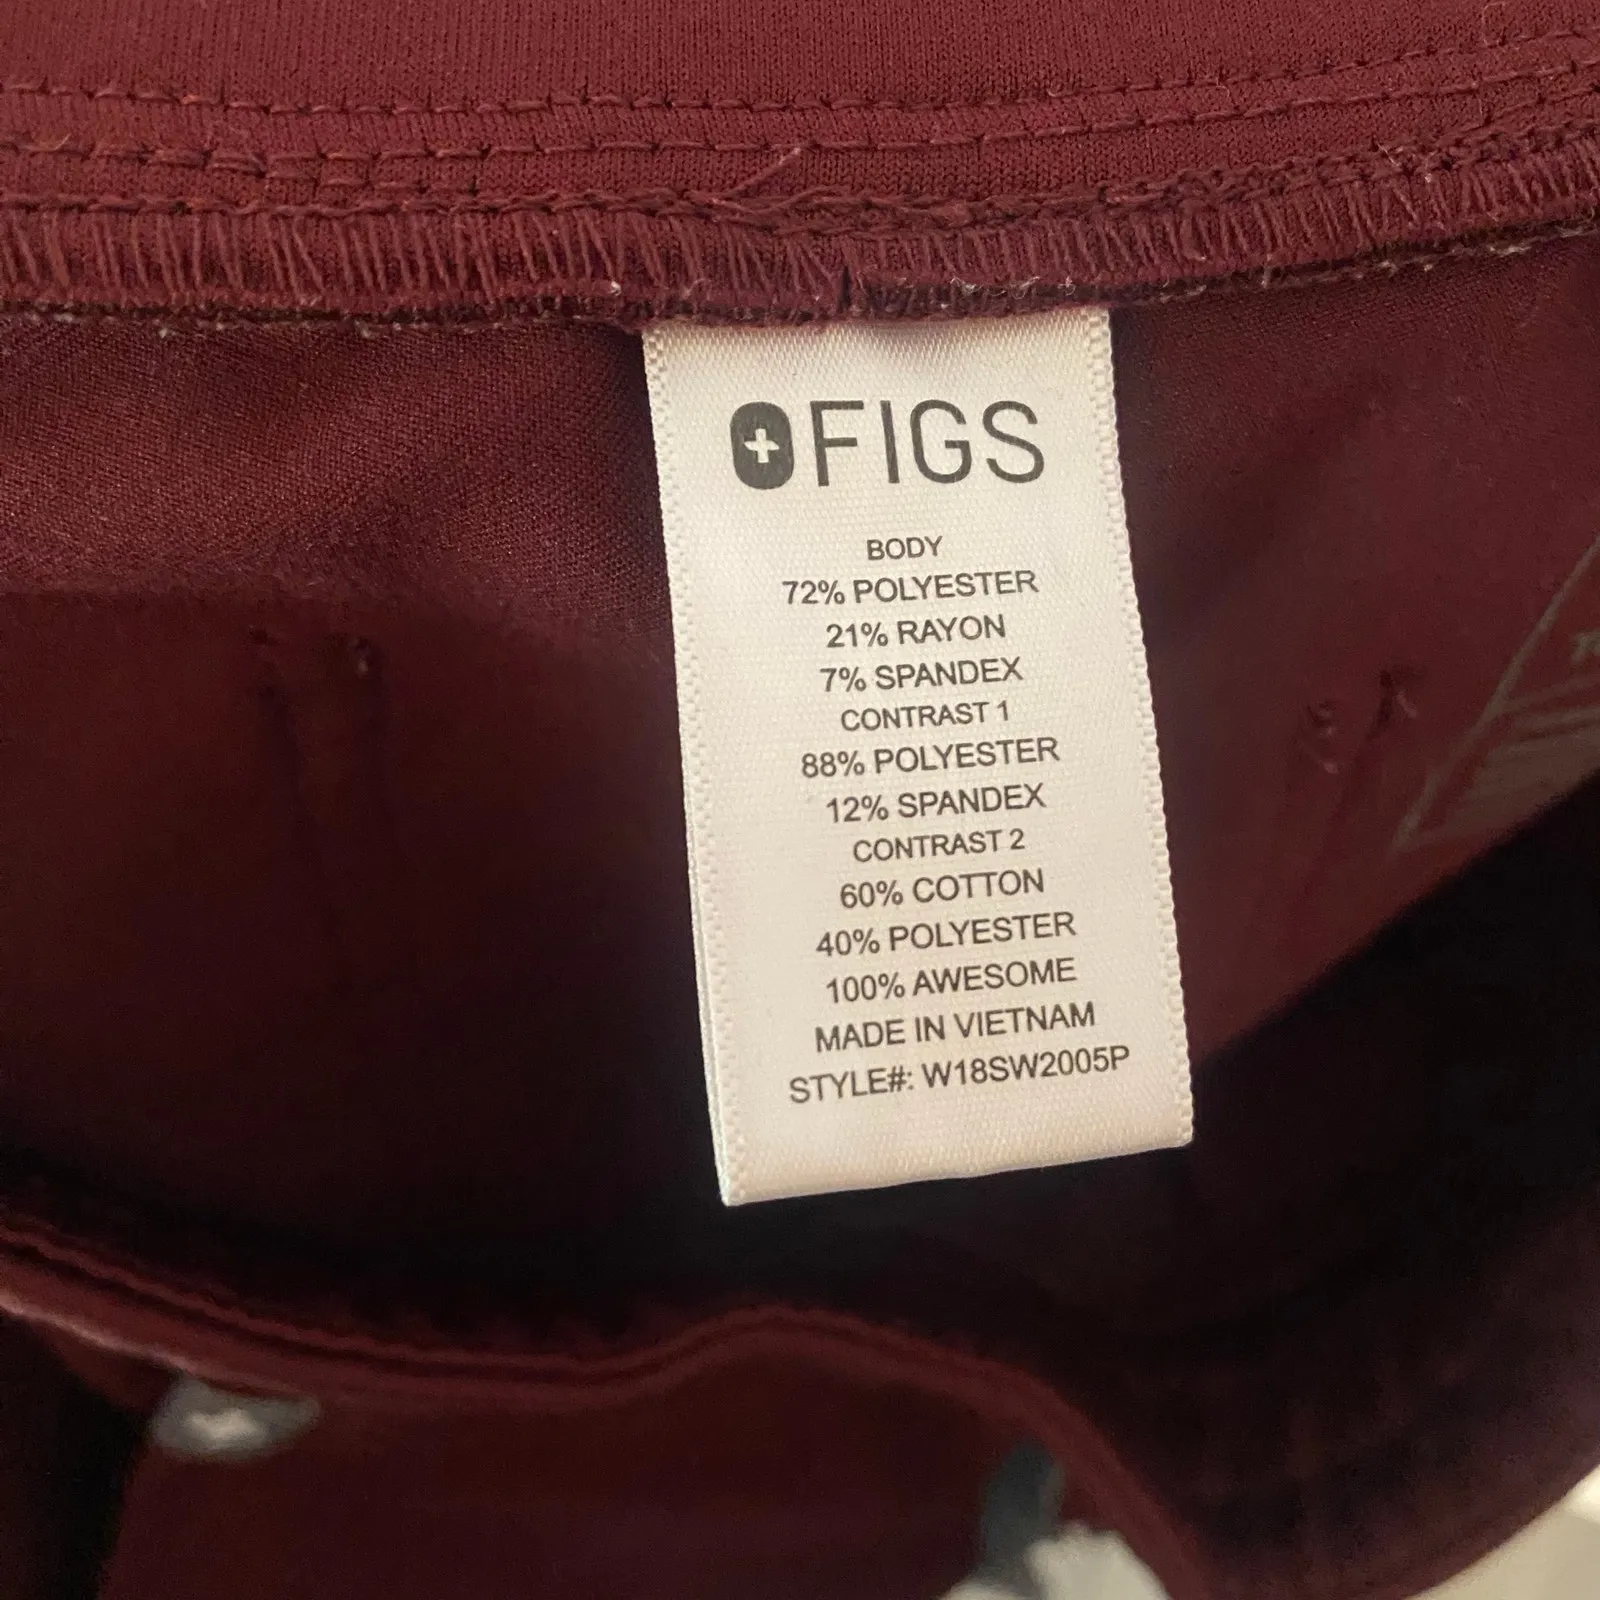 FIGS
BODY
72% POLYESTER
21% RAYON
7% SPANDEX
CONTRAST 1
88% POLYESTER
12% SPANDEX
CONTRAST 2
60% COTTON
40% POLYESTER
100% AWESOME
MADE IN VIETNAM
STYLE#: W18SW2005P